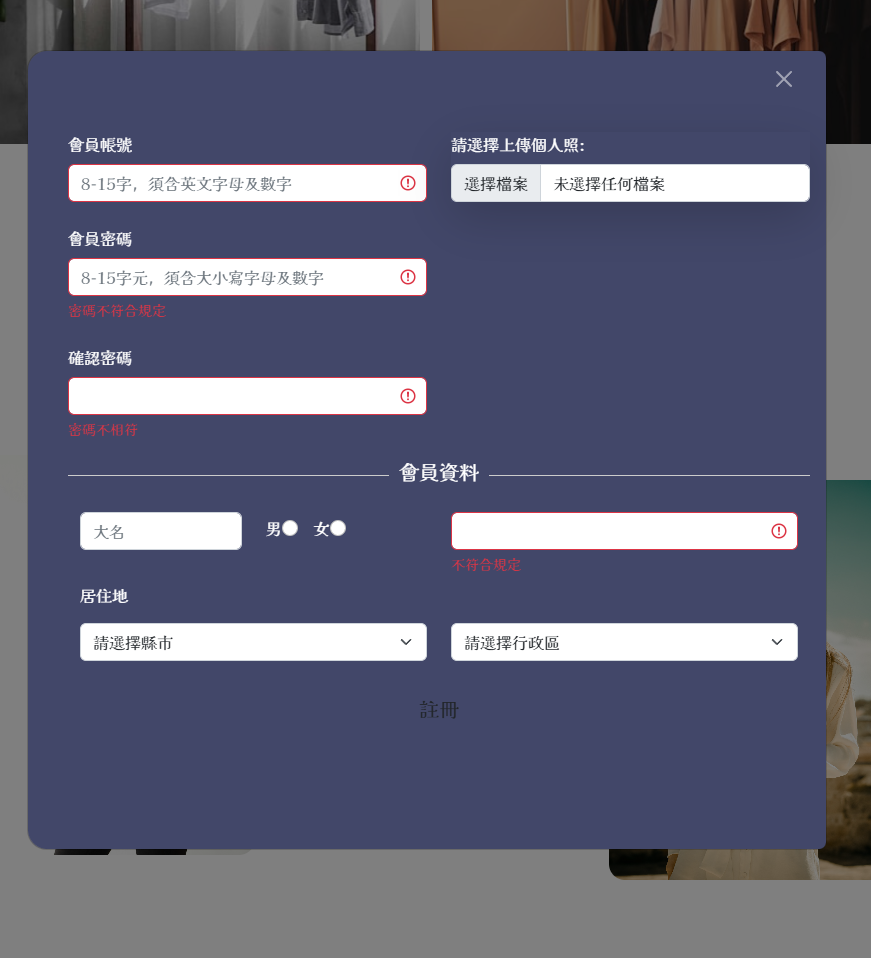 會員帳號
8-15字，須含英文字母及數字
請選擇上傳個人照:
選擇檔案 未選擇任何檔案
會員密碼
8-15字元，須含大小寫字母及數字
密碼不符合規定
確認密碼
密碼不相符
會員資料
大名
男 女
不符合規定
居住地
請選擇縣市
請選擇行政區
註冊